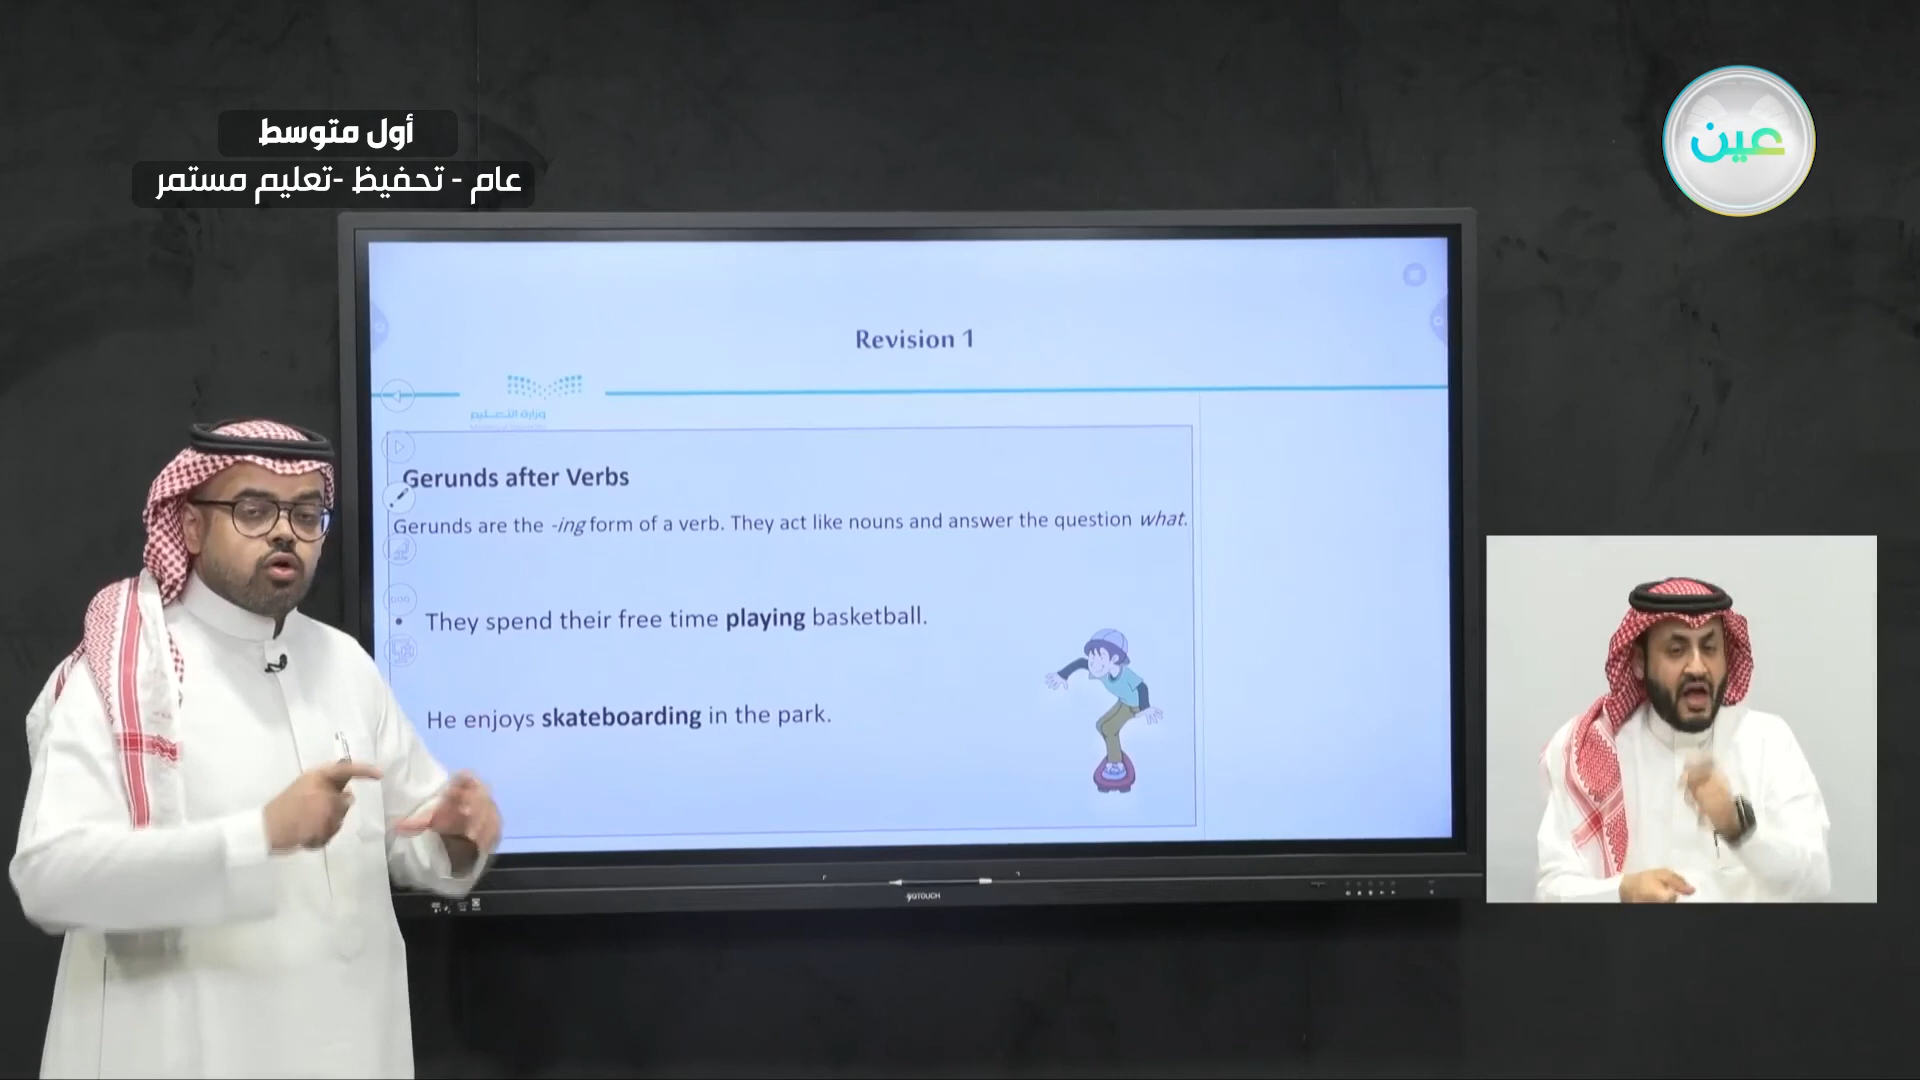 أول متوسط
عام - تحفيظ -تعليم مستمر
عين
Revision 1
وزارة التعليم
Gerunds after Verbs
Gerunds are the -ing form of a verb. They act like nouns and answer the question what.
• They spend their free time playing basketball.
He enjoys skateboarding in the park.